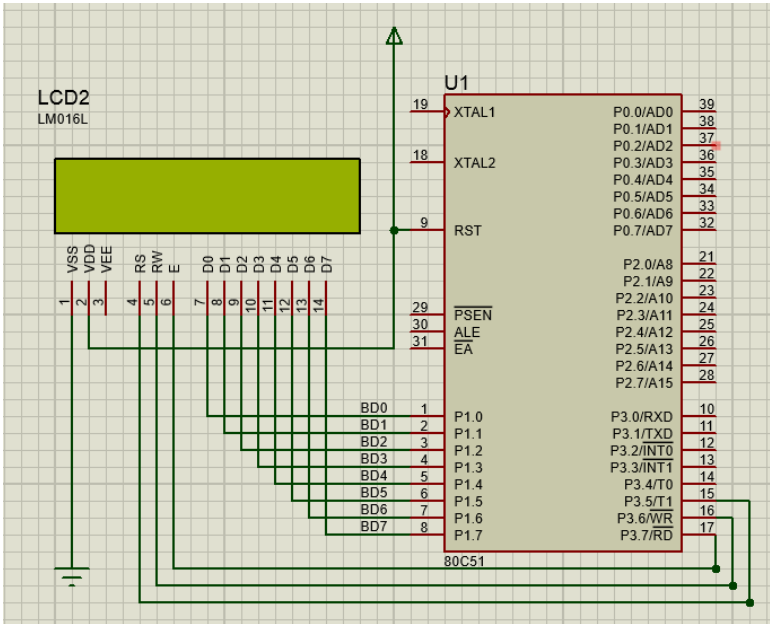 LCD2
LM016L
VSS
VDD
VEE
RS
RW
E
D0
D1
D2
D3
D4
D5
D6
D7
1
2
3
4
5
6
7
8
9
10
11
12
13
14
U1
19 XTAL1
18 XTAL2
9 RST
29 PSEN
30 ALE
31 EA
BD0 1 P1.0
BD1 2 P1.1
BD2 3 P1.2
BD3 4 P1.3
BD4 5 P1.4
BD5 6 P1.5
BD6 7 P1.6
BD7 8 P1.7
P0.0/AD0 39
P0.1/AD1 38
P0.2/AD2 37
P0.3/AD3 36
P0.4/AD4 35
P0.5/AD5 34
P0.6/AD6 33
P0.7/AD7 32
P2.0/A8 21
P2.1/A9 22
P2.2/A10 23
P2.3/A11 24
P2.4/A12 25
P2.5/A13 26
P2.6/A14 27
P2.7/A15 28
P3.0/RXD 10
P3.1/TXD 11
P3.2/INT0 12
P3.3/INT1 13
P3.4/T0 14
P3.5/T1 15
P3.6/WR 16
P3.7/RD 17
80C51